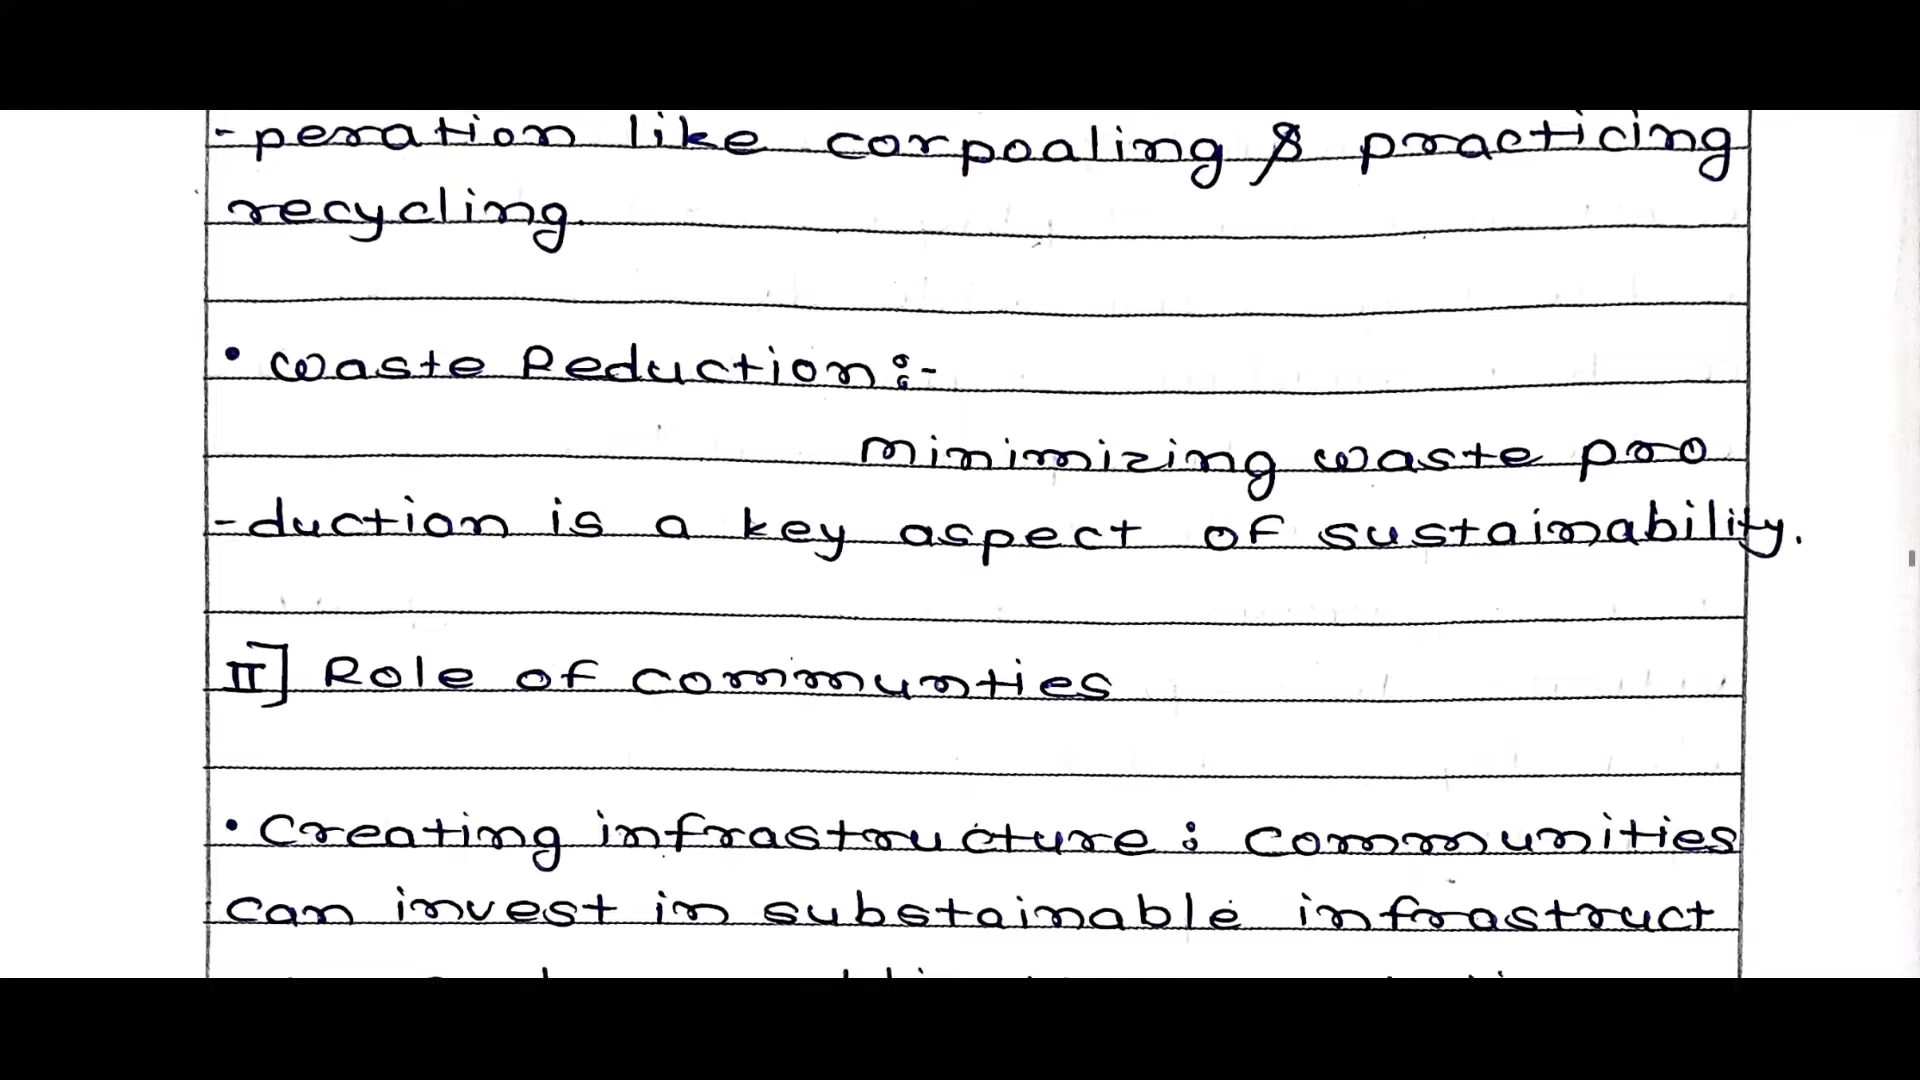 -peration like corpoaling & practicing
recycling.
• Waste Reduction:-
Minimizing waste pro
-duction is a key aspect of sustainability.
II] Role of communties
• Creating infrastructure: Communities
can invest in substainable infrastruct